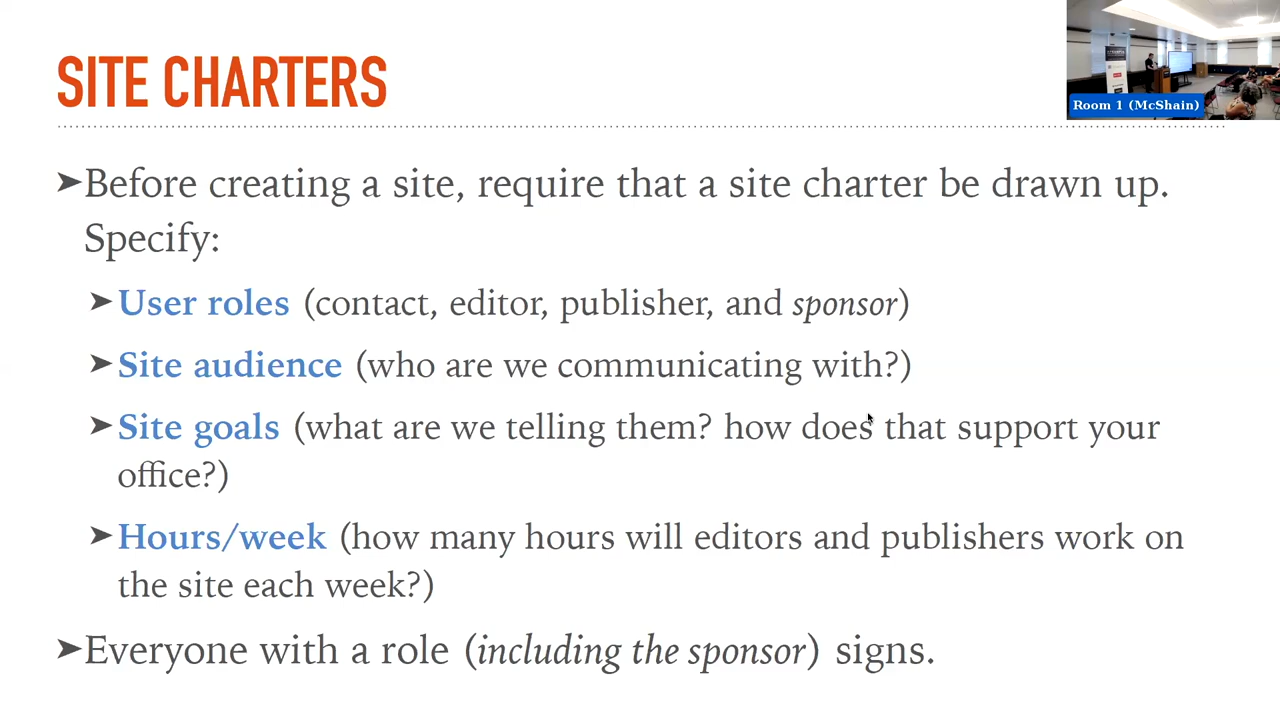 SITE CHARTERS
Room 1 (McShain)
➤Before creating a site, require that a site charter be drawn up.
Specify:
➤User roles (contact, editor, publisher, and sponsor)
➤Site audience (who are we communicating with?)
➤Site goals (what are we telling them? how does that support your
office?)
➤Hours/week (how many hours will editors and publishers work on
the site each week?)
➤Everyone with a role (including the sponsor) signs.